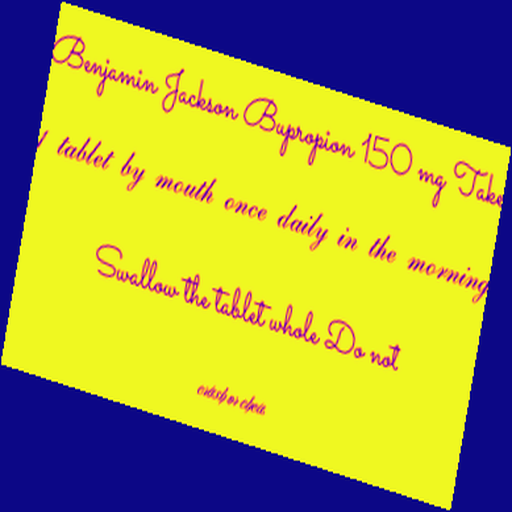 Benjamin Jackson Bupropion 150 mg Take
1 tablet by mouth once daily in the morning
Swallow the tablet whole Do not
crush or chew